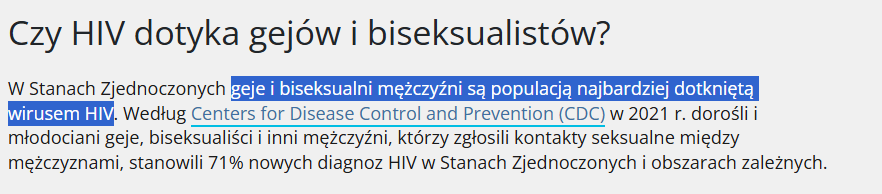 Czy HIV dotyka gejów i biseksualistów?
W Stanach Zjednoczonych geje i biseksualni mężczyźni są populacją najbardziej dotkniętą
wirusem HIV. Według Centers for Disease Control and Prevention (CDC) w 2021 r. dorośli i
młodociani geje, biseksualiści i inni mężczyźni, którzy zgłosili kontakty seksualne między
mężczyznami, stanowili 71% nowych diagnoz HIV w Stanach Zjednoczonych i obszarach zależnych.